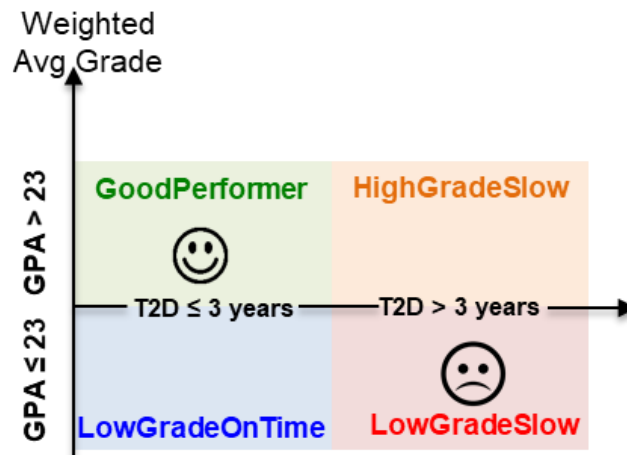 Weighted
Avg Grade
GPA > 23
GoodPerformer
HighGradeSlow
T2D ≤ 3 years
T2D > 3 years
GPA ≤ 23
LowGradeOnTime
LowGradeSlow